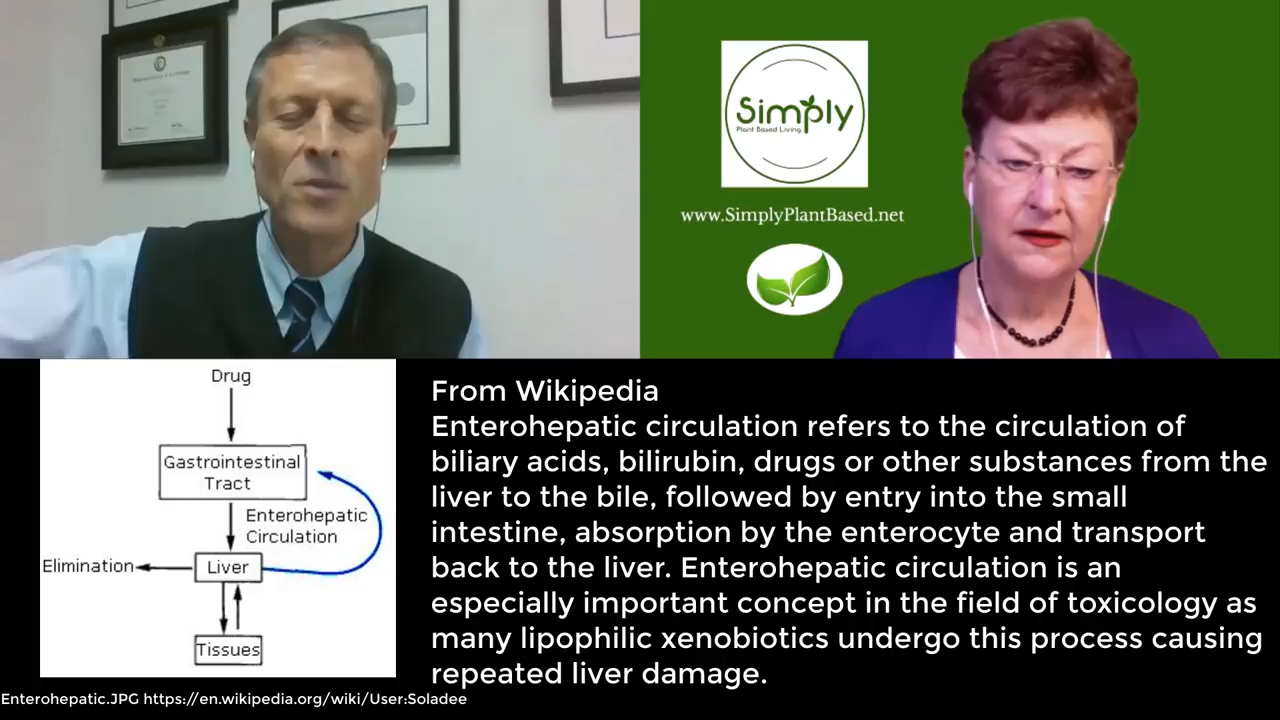 Simply
Plant Based Living
www.SimplyPlantBased.net
Drug
Gastrointestinal
Tract
Enterohepatic
Circulation
Elimination
Liver
Tissues
From Wikipedia
Enterohepatic circulation refers to the circulation of
biliary acids, bilirubin, drugs or other substances from the
liver to the bile, followed by entry into the small
intestine, absorption by the enterocyte and transport
back to the liver. Enterohepatic circulation is an
especially important concept in the field of toxicology as
many lipophilic xenobiotics undergo this process causing
repeated liver damage.
Enterohepatic.JPG https://en.wikipedia.org/wiki/User:Soladee